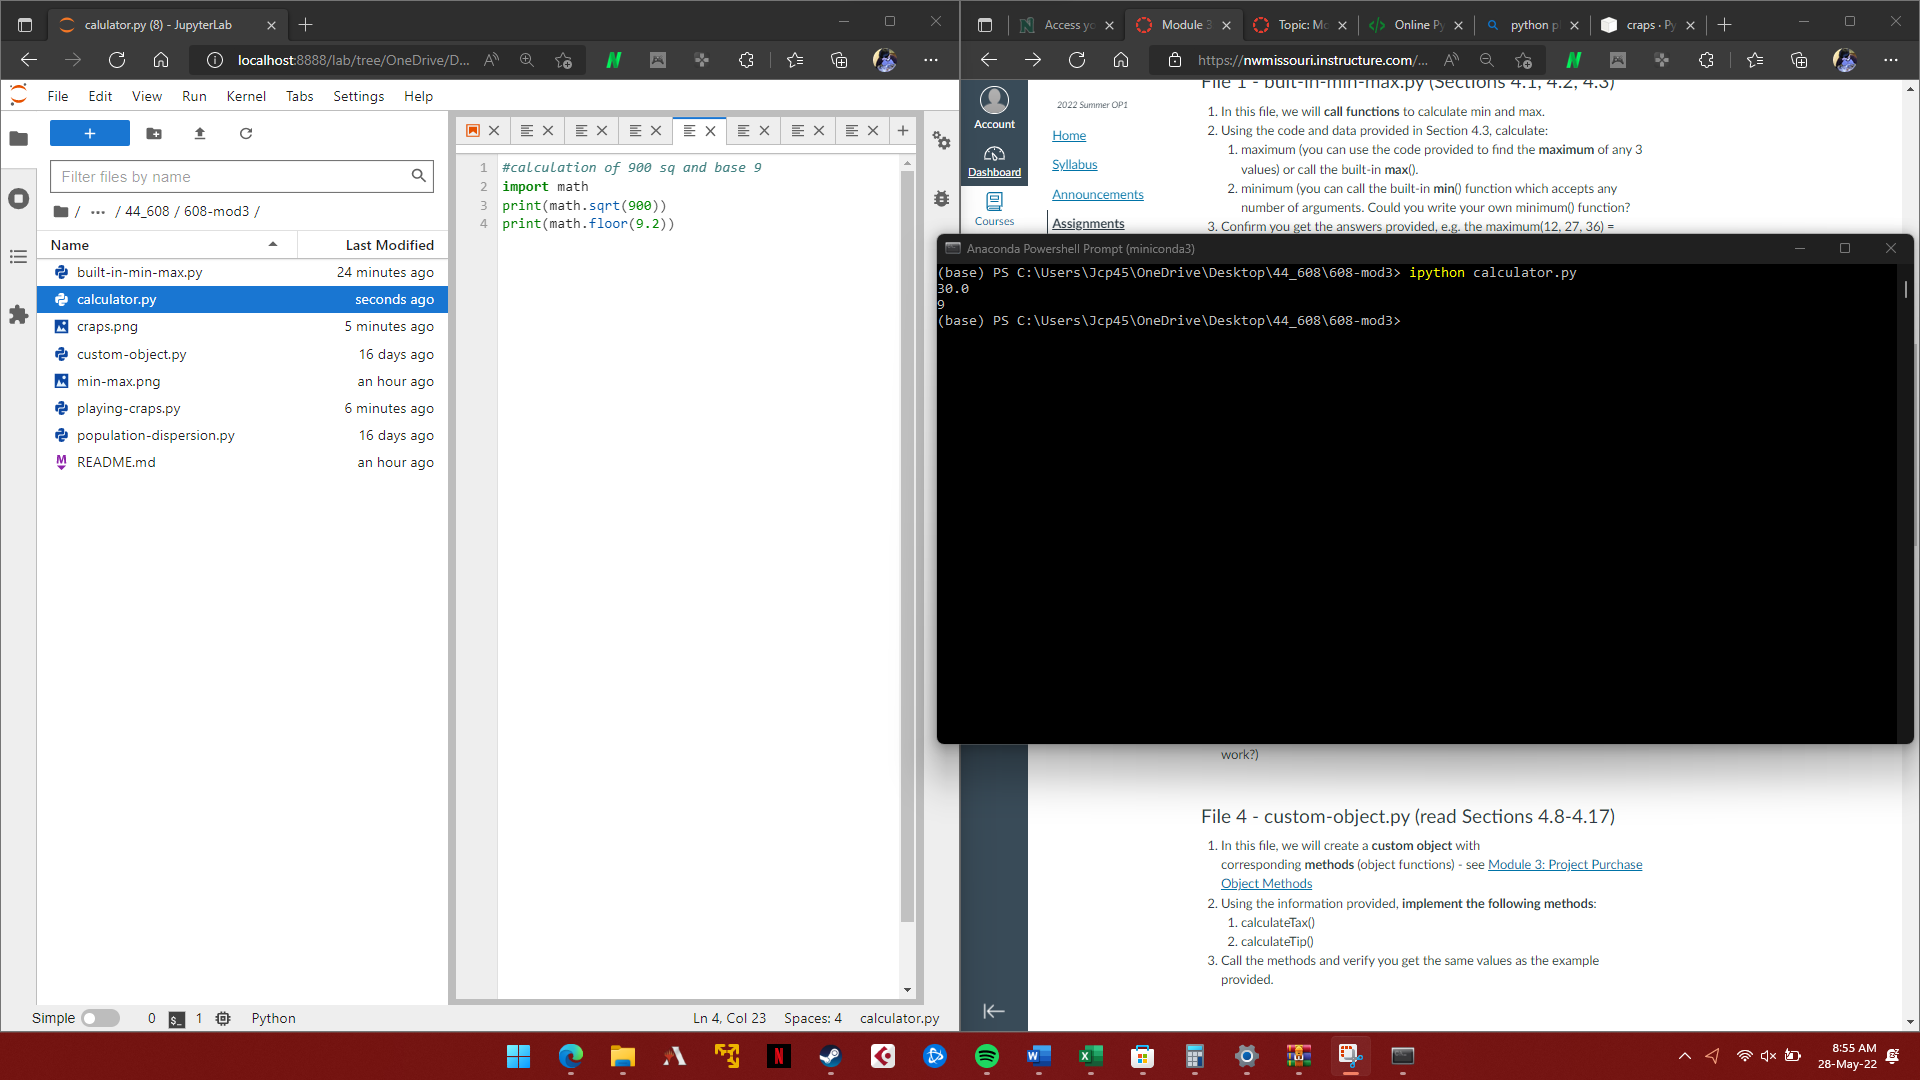 calulator.py (8) - JupyterLab
localhost:8888/lab/tree/OneDrive/D...
File Edit View Run Kernel Tabs Settings Help
Filter files by name
/ ... / 44_608 / 608-mod3 /
Name Last Modified
built-in-min-max.py 24 minutes ago
calculator.py seconds ago
craps.png 5 minutes ago
custom-object.py 16 days ago
min-max.png an hour ago
playing-craps.py 6 minutes ago
population-dispersion.py 16 days ago
README.md an hour ago
1 #calculation of 900 sq and base 9
2 import math
3 print(math.sqrt(900))
4 print(math.floor(9.2))
Simple 0 $_ 1 Python Ln 4, Col 23 Spaces: 4 calculator.py
Access yo Module 3 Topic: Mo Online Py python p craps · Py
https://nwmissouri.instructure.com/...
Account
Dashboard
Courses
2022 Summer OP1
Home
Syllabus
Announcements
Assignments
File 1 - built-in-min-max.py (Sections 4.1, 4.2, 4.3)
1. In this file, we will call functions to calculate min and max.
2. Using the code and data provided in Section 4.3, calculate:
1. maximum (you can use the code provided to find the maximum of any 3
values) or call the built-in max().
2. minimum (you can call the built-in min() function which accepts any
number of arguments. Could you write your own minimum() function?
3. Confirm you get the answers provided, e.g. the maximum(12, 27, 36) =
Anaconda Powershell Prompt (miniconda3)
(base) PS C:\Users\Jcp45\OneDrive\Desktop\44_608\608-mod3> ipython calculator.py
30.0
9
(base) PS C:\Users\Jcp45\OneDrive\Desktop\44_608\608-mod3>
work?)
File 4 - custom-object.py (read Sections 4.8-4.17)
1. In this file, we will create a custom object with
corresponding methods (object functions) - see Module 3: Project Purchase
Object Methods
2. Using the information provided, implement the following methods:
1. calculateTax()
2. calculateTip()
3. Call the methods and verify you get the same values as the example
provided.
8:55 AM
28-May-22